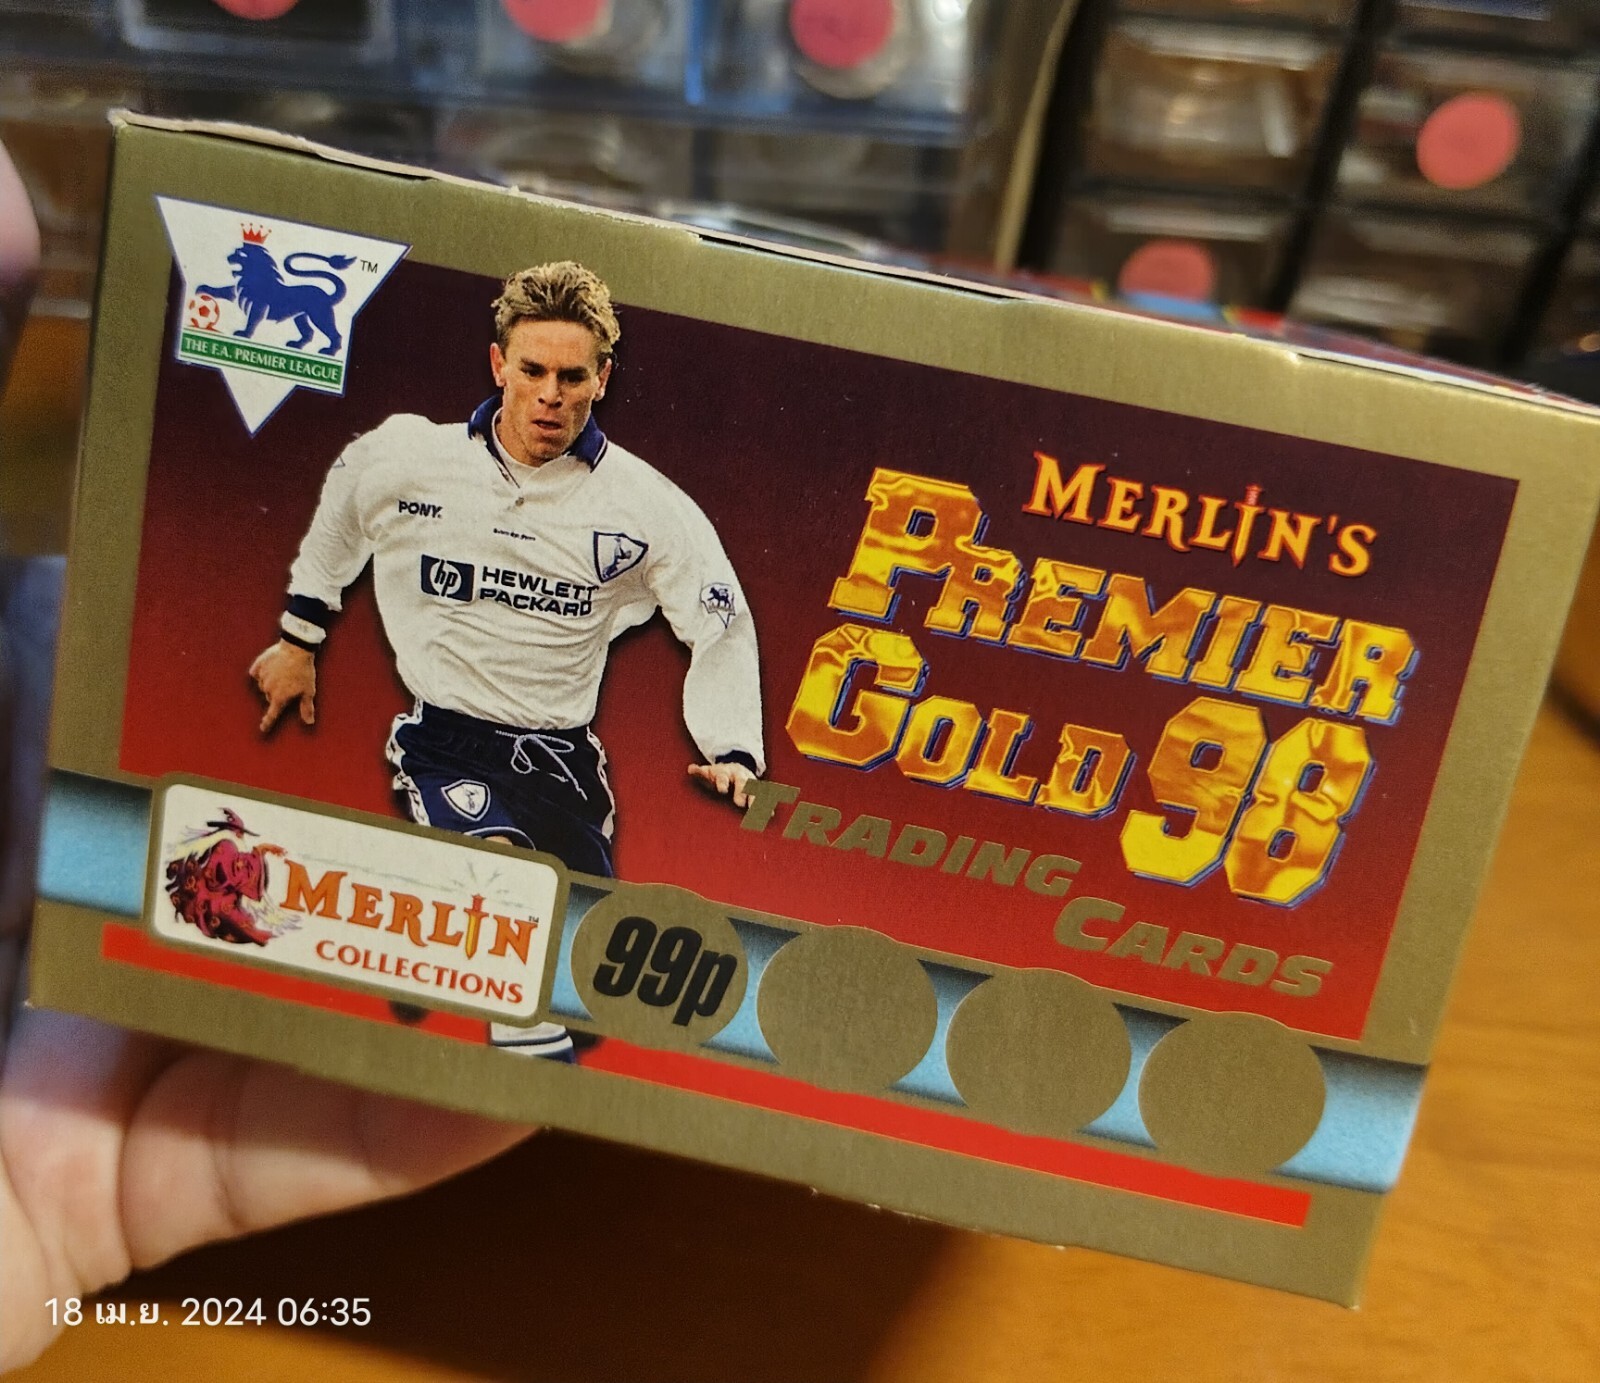 THE F.A. PREMIER LEAGUE
TM
PONY
hp HEWLETT
PACKARD
MERLIN'S
PREMIER
GOLD 98
TRADING
CARDS
MERLIN TM
COLLECTIONS
99p
18 เม.ย. 2024 06:35